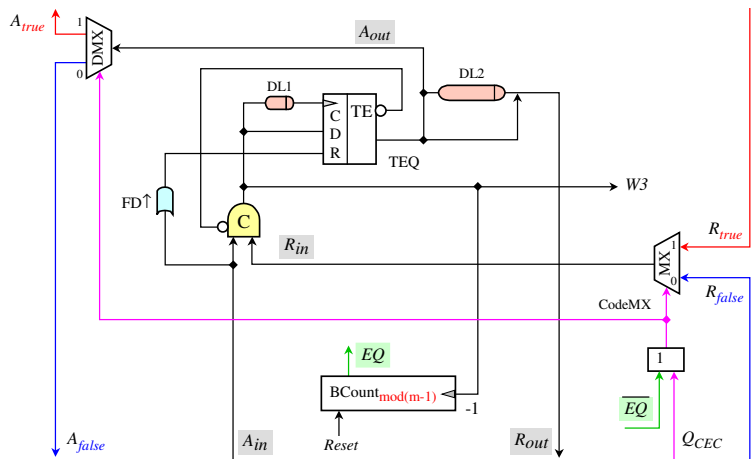 A_true
1
DMX
0
A_out
DL1
DL2
C TE
D
R
TEQ
FD↑
W3
C
R_in
R_true
MX
1
0
R_false
CodeMX
EQ
1
BCount_mod(m-1)
-1
E̅Q̅
Reset
A_false
A_in
R_out
Q_CEC